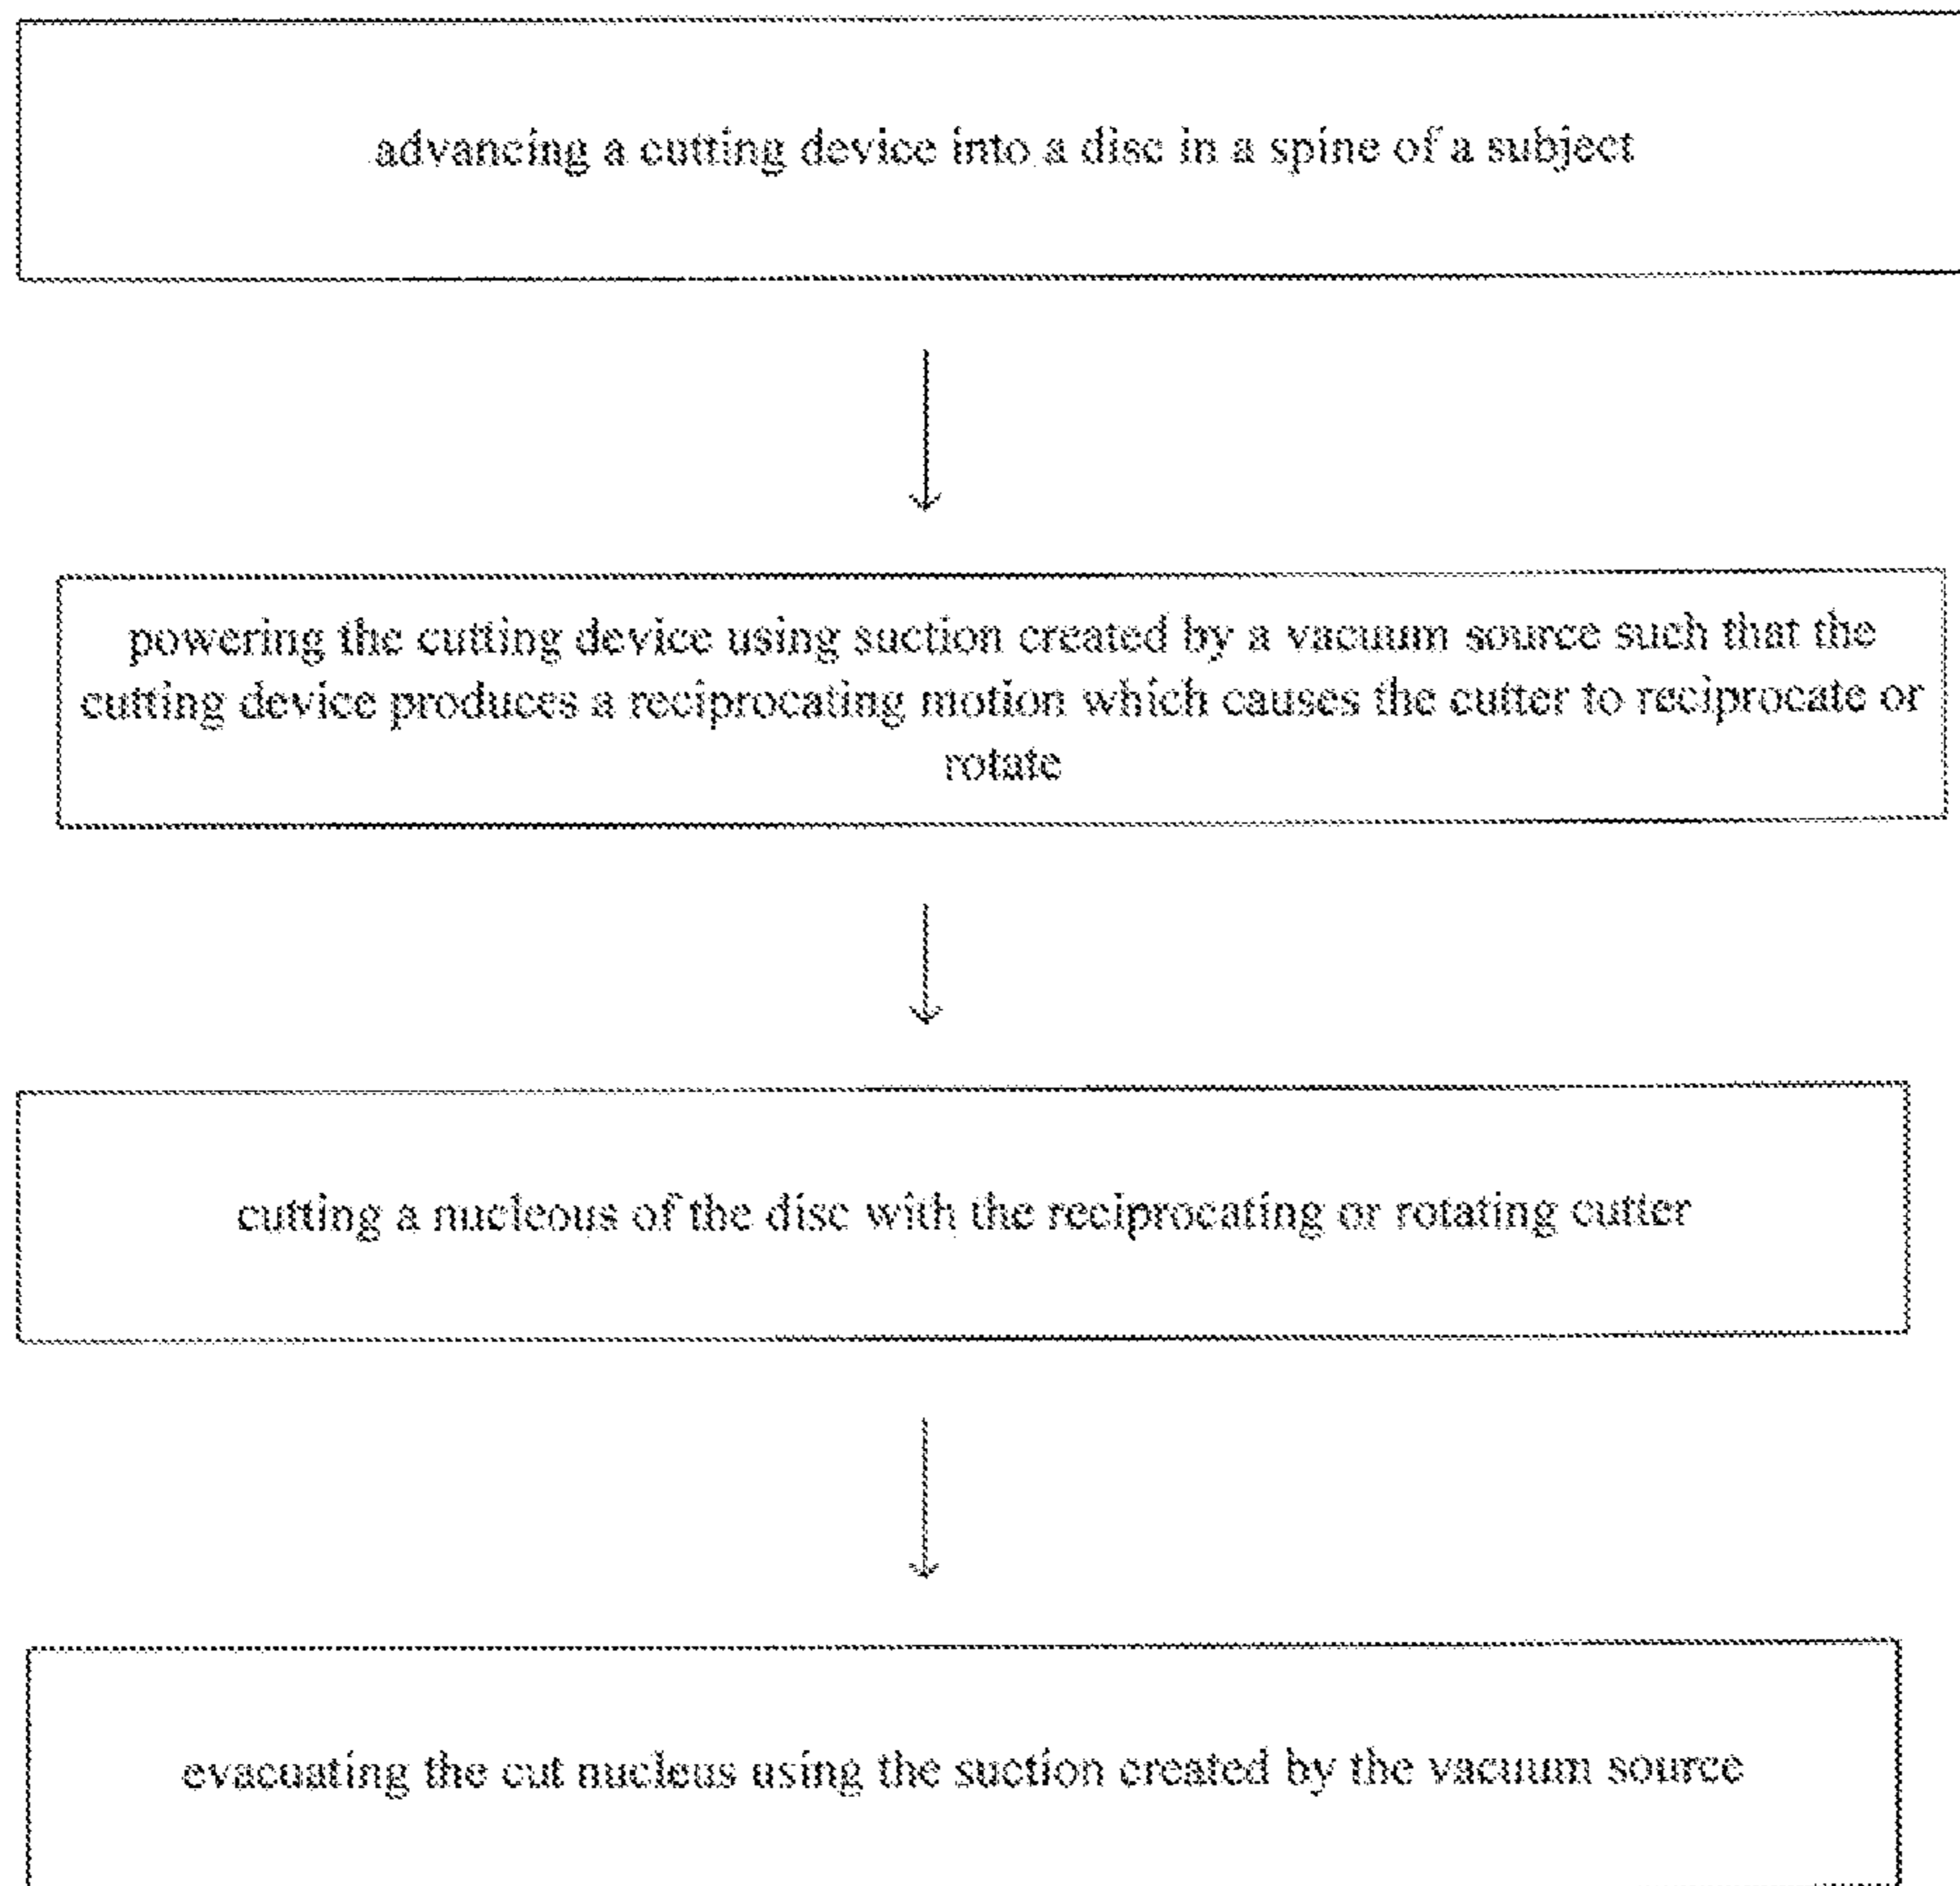 advancing a cutting device into a disc in a spine of a subject
powering the cutting device using suction created by a vacuum source such that the
cutting device produces a reciprocating motion which causes the cutter to reciprocate or
rotate
cutting a nucleous of the disc with the reciprocating or rotating cutter
evacuating the cut nucleus using the suction created by the vacuum source